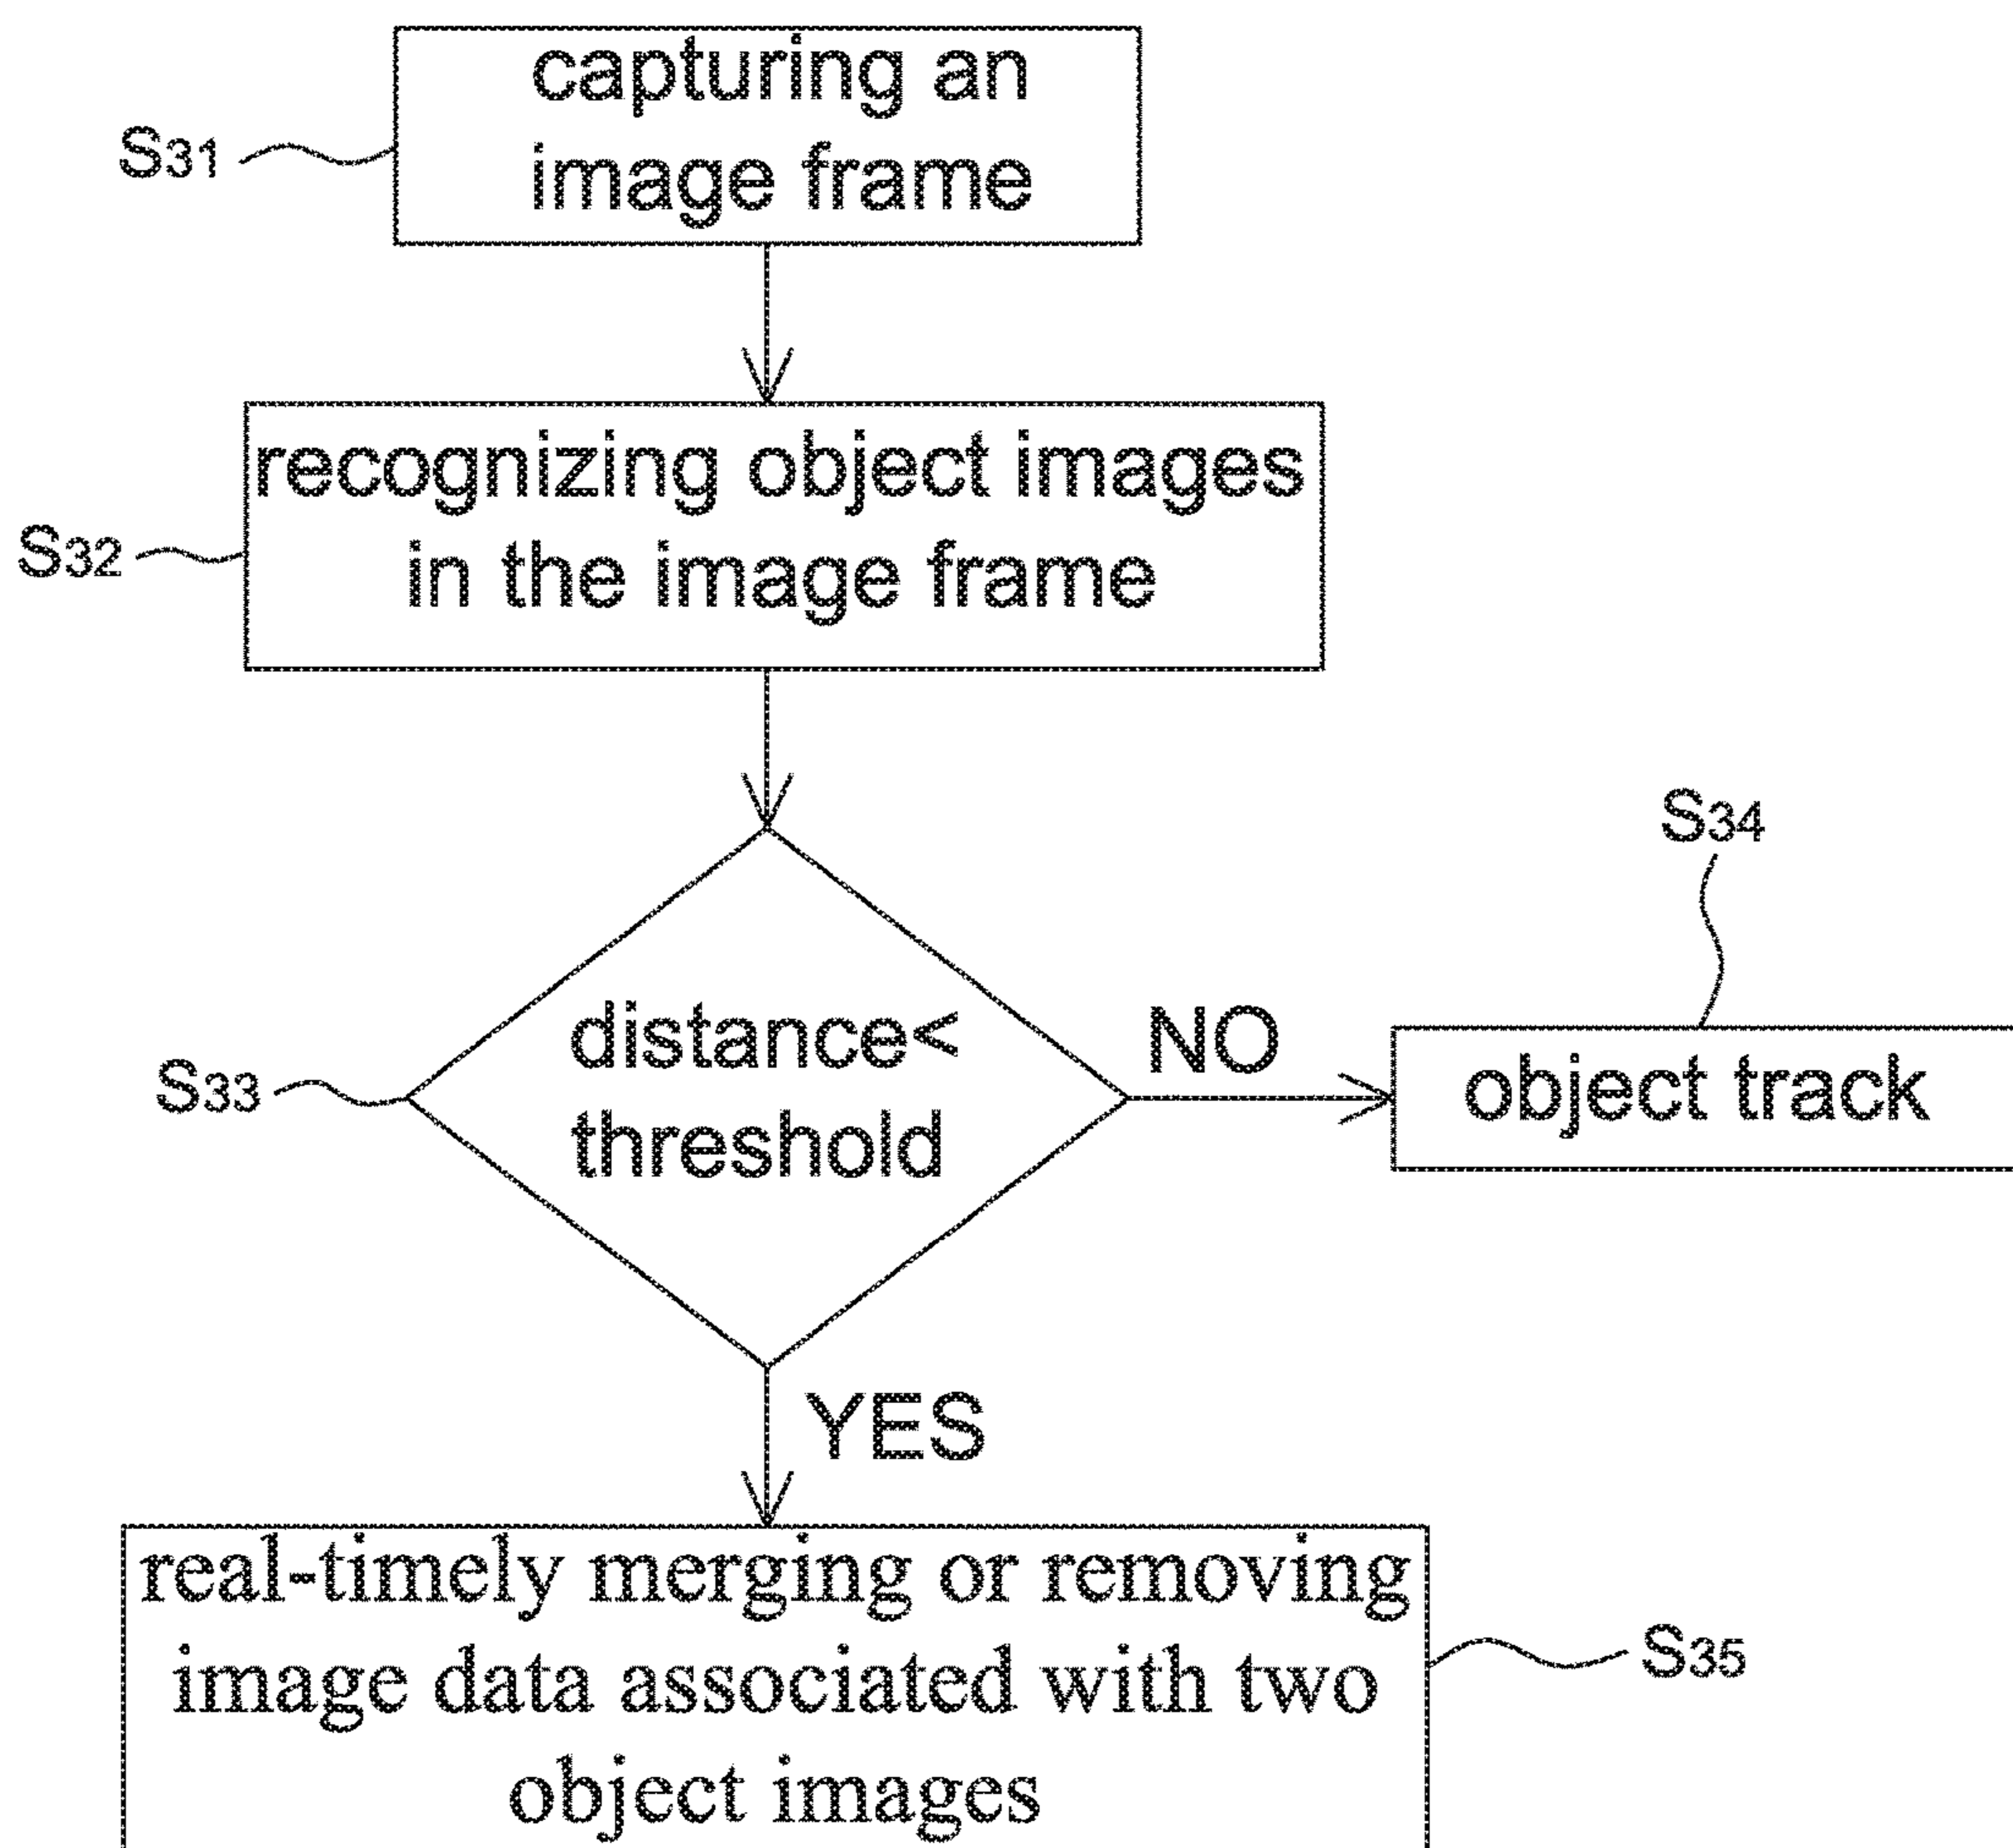 capturing an
image frame
S31
recognizing object images
in the image frame
S32
S34
distance<
threshold
S33
NO
object track
YES
real-timely merging or removing
image data associated with two
object images
S35